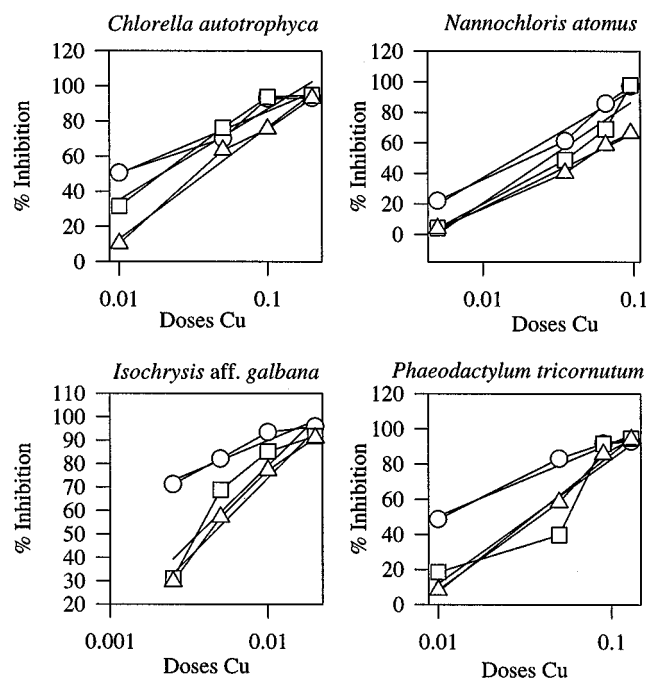 Chlorella autotrophyca
120
100
80
60
40
20
0
% Inhibition
0.01 0.1
Doses Cu
Nannochloris atomus
120
100
80
60
40
20
0
% Inhibition
0.01 0.1
Doses Cu
Isochrysis aff. galbana
110
100
90
80
70
60
50
40
30
20
% Inhibition
0.001 0.01
Doses Cu
Phaeodactylum tricornutum
120
100
80
60
40
20
0
% Inhibition
0.01 0.1
Doses Cu